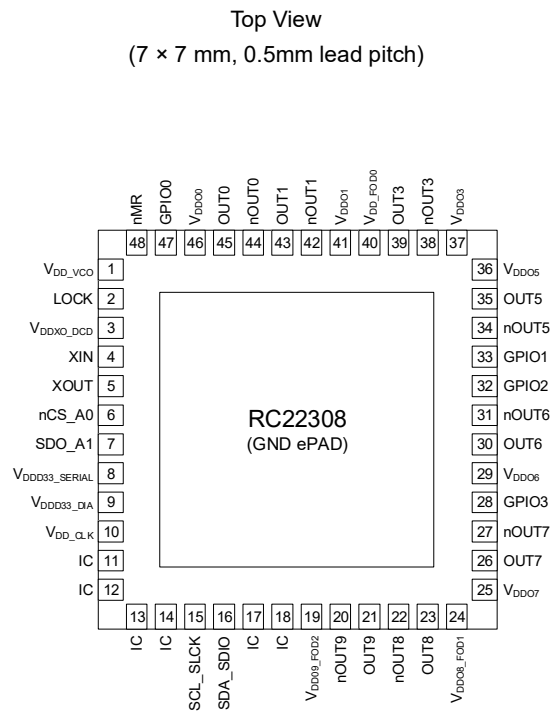 Top View
(7 × 7 mm, 0.5mm lead pitch)
nMR
GPIO0
VDDO0
OUT0
nOUT0
OUT1
nOUT1
VDDO1
VDD_FOD0
OUT3
nOUT3
VDDO3
48 47 46 45 44 43 42 41 40 39 38 37
VDD_VCO 1
LOCK 2
VDDXO_DCD 3
XIN 4
XOUT 5
nCS_A0 6
SDO_A1 7
VDDD33_SERIAL 8
VDDD33_DIA 9
VDD_CLK 10
IC 11
IC 12
RC22308
(GND ePAD)
36 VDDO5
35 OUT5
34 nOUT5
33 GPIO1
32 GPIO2
31 nOUT6
30 OUT6
29 VDDO6
28 GPIO3
27 nOUT7
26 OUT7
25 VDDO7
13 14 15 16 17 18 19 20 21 22 23 24
IC
IC
SCL_SLCK
SDA_SDIO
IC
IC
VDDO9_FOD2
nOUT9
OUT9
nOUT8
OUT8
VDDO8_FOD1